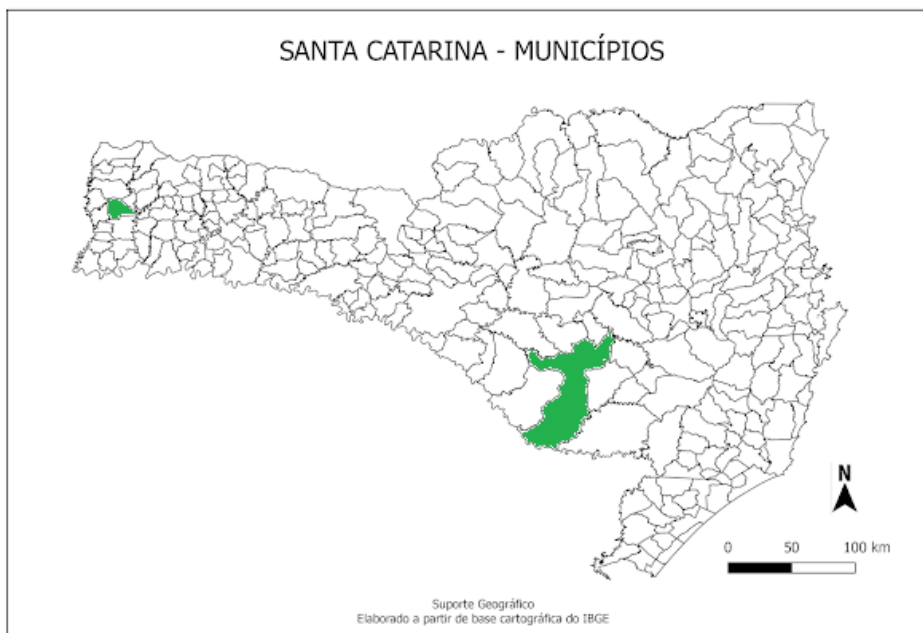 SANTA CATARINA - MUNICÍPIOS
N
0 50 100 km
Suporte Geográfico
Elaborado a partir de base cartográfica do IBGE